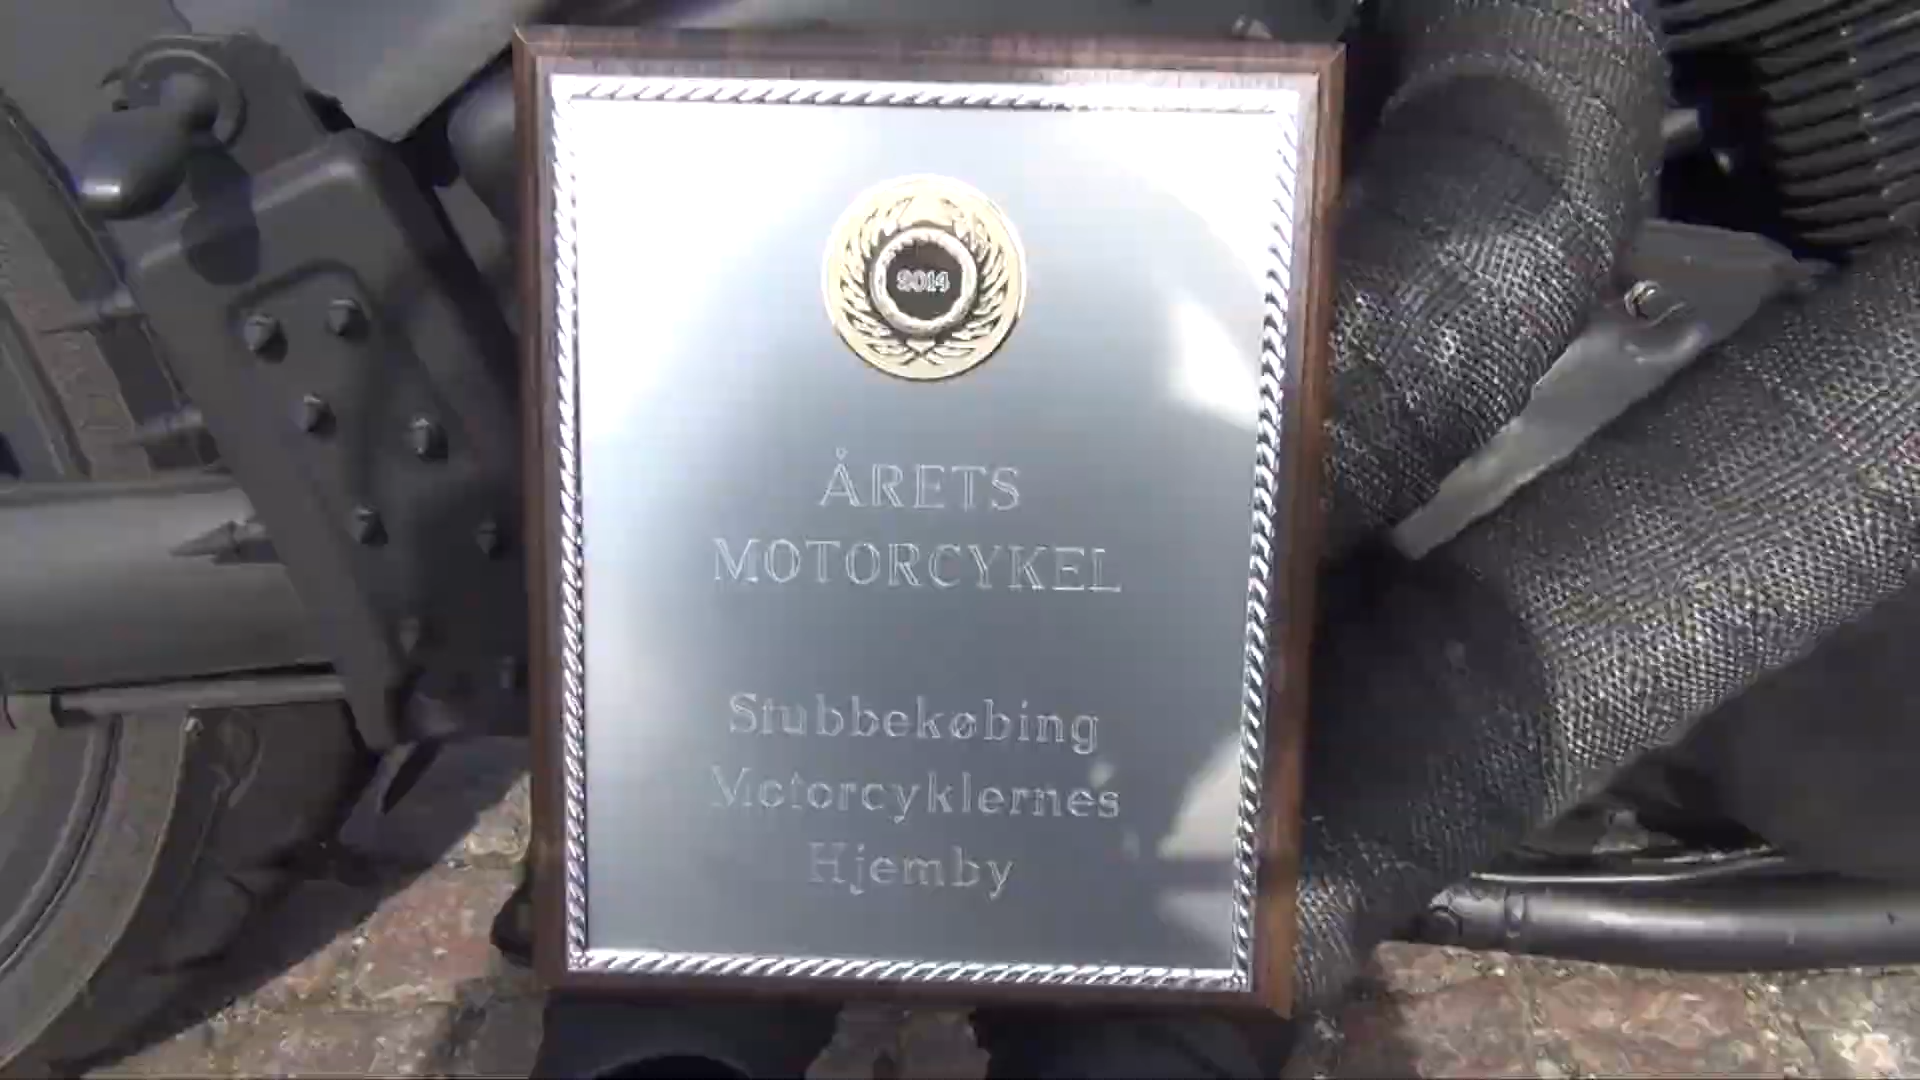 2014
ÅRETS
MOTORCYKEL
Stubbekøbing
Motorcyklernes
Hjemby